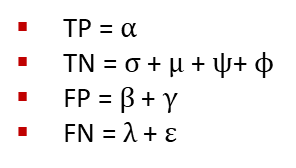 ▪ TP = α
▪ TN = σ + μ + ψ+ ϕ
▪ FP = β + γ
▪ FN = λ + ε